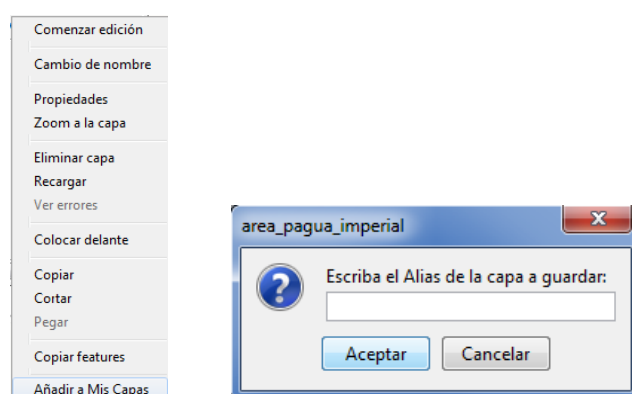 Comenzar edición
Cambio de nombre
Propiedades
Zoom a la capa
Eliminar capa
Recargar
Ver errores
Colocar delante
Copiar
Cortar
Pegar
Copiar features
Añadir a Mis Capas
area_pagua_imperial
Escriba el Alias de la capa a guardar:
Aceptar Cancelar